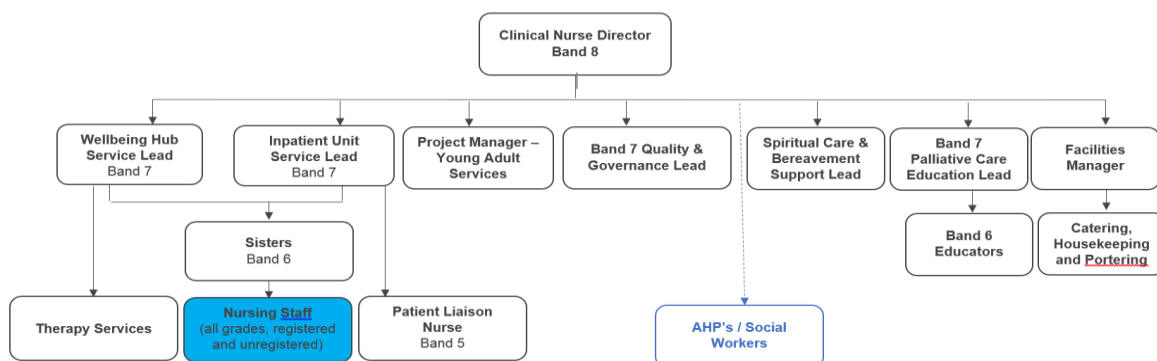 Clinical Nurse Director
Band 8
Wellbeing Hub
Service Lead
Band 7
Inpatient Unit
Service Lead
Band 7
Project Manager –
Young Adult
Services
Band 7 Quality &
Governance Lead
Spiritual Care &
Bereavement
Support Lead
Band 7
Palliative Care
Education Lead
Facilities
Manager
Sisters
Band 6
Band 6
Educators
Catering,
Housekeeping
and Portering
Therapy Services
Nursing Staff
(all grades, registered
and unregistered)
Patient Liaison
Nurse
Band 5
AHP's / Social
Workers